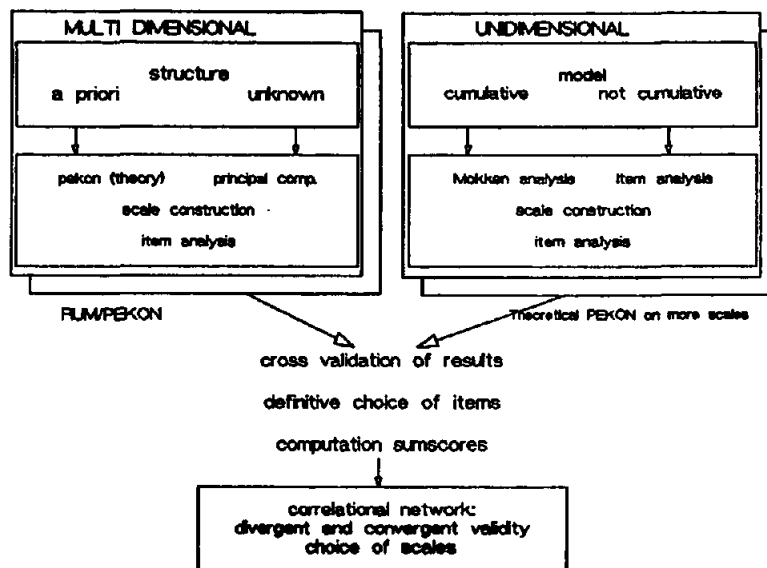 MULTI DIMENSIONAL
structure
a priori unknown
pekon (theory) principal comp.
scale construction
item analysis
RUM/PEKON
UNIDIMENSIONAL
model
cumulative not cumulative
Mokken analysis Item analysis
scale construction
item analysis
Theoretical PEKON on more scales
cross validation of results
definitive choice of items
computation sumscores
correlational network:
divergent and convergent validity
choice of scales